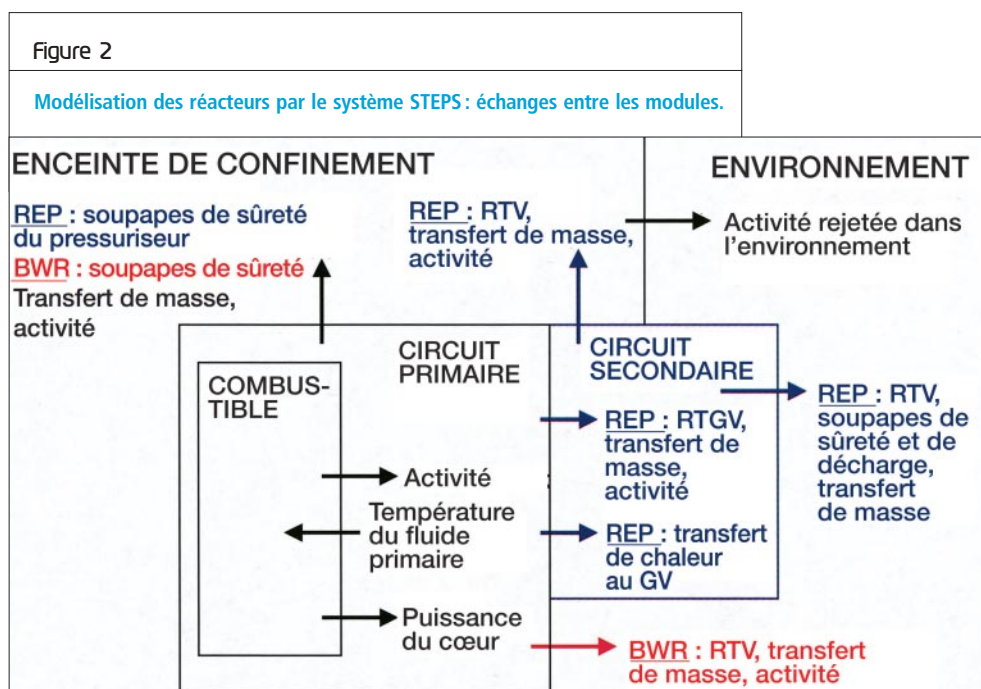 Figure 2
Modélisation des réacteurs par le système STEPS : échanges entre les modules.
ENCEINTE DE CONFINEMENT
REP : soupapes de sûreté
du pressuriseur
BWR : soupapes de sûreté
Transfert de masse,
activité
REP : RTV,
transfert de masse,
activité
ENVIRONNEMENT
Activité rejetée dans
l'environnement
COMBUS-
TIBLE
CIRCUIT
PRIMAIRE
Activité
Température
du fluide
primaire
Puissance
du cœur
CIRCUIT
SECONDAIRE
REP : RTGV,
transfert de
masse,
activité
REP : transfert
de chaleur
au GV
REP : RTV,
soupapes de
sûreté et de
décharge,
transfert
de masse
BWR : RTV, transfert
de masse, activité